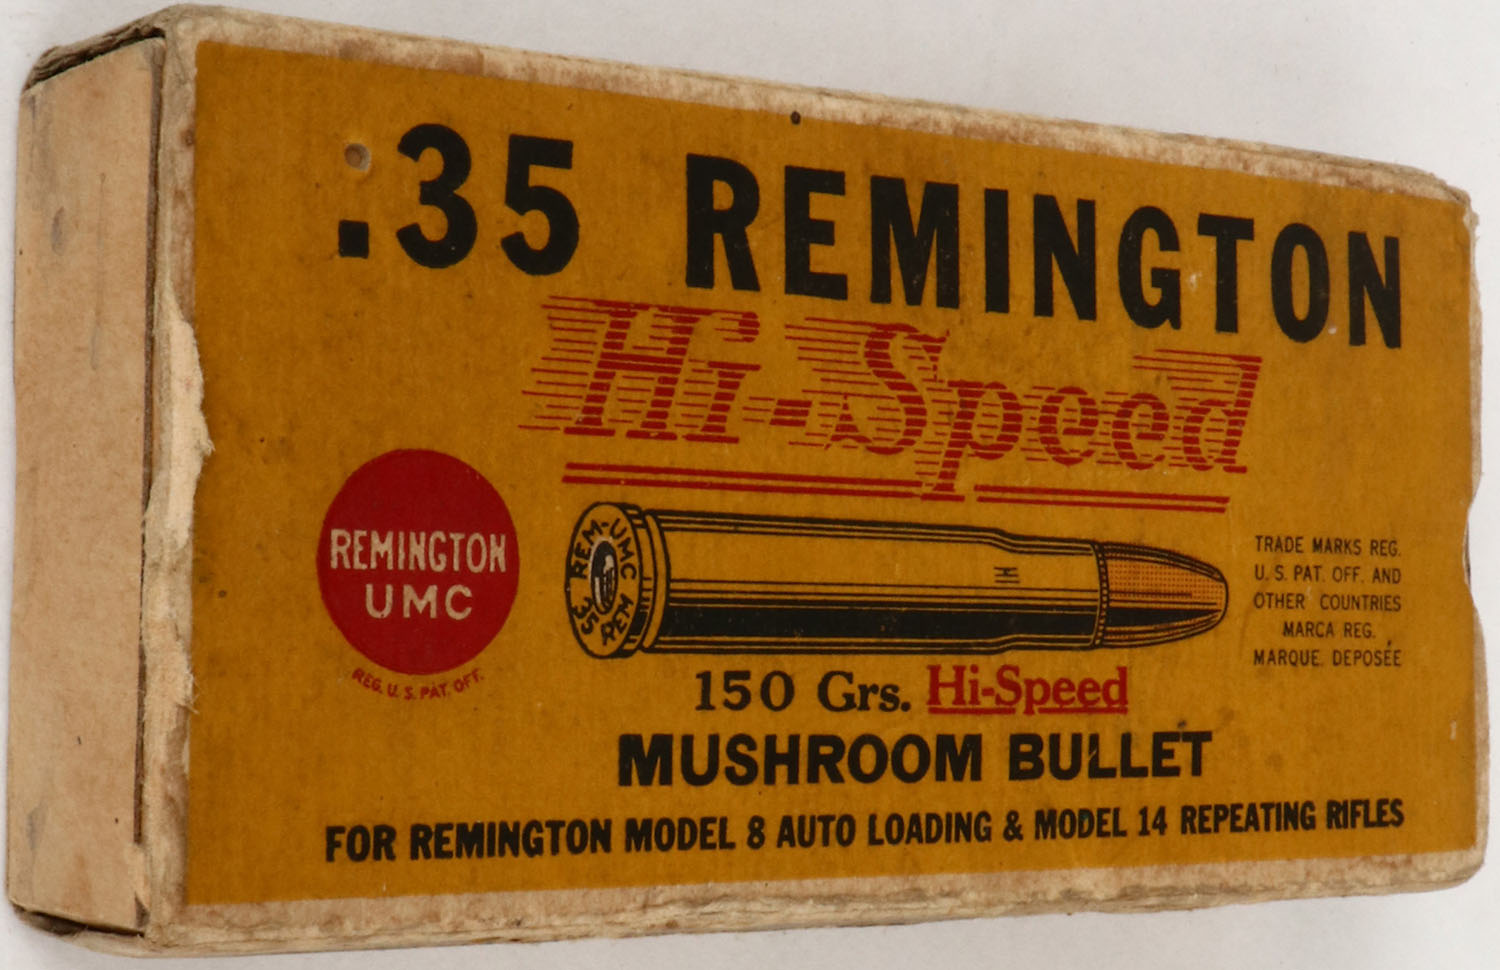 .35 REMINGTON
Hi-Speed
REMINGTON
UMC
REG. U. S. PAT. OFF.
REM-UMC
35 REM
HI
TRADE MARKS REG.
U. S. PAT. OFF. AND
OTHER COUNTRIES
MARCA REG.
MARQUE DEPOSÉE
150 Grs. Hi-Speed
MUSHROOM BULLET
FOR REMINGTON MODEL 8 AUTO LOADING & MODEL 14 REPEATING RIFLES